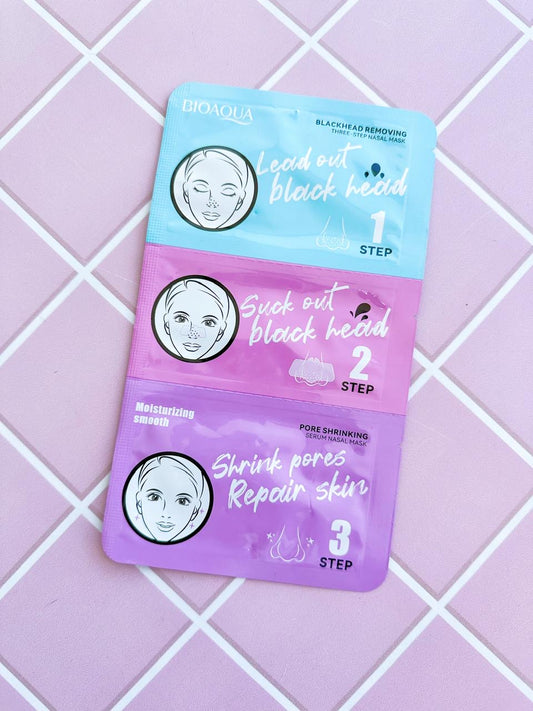 BIOAQUA
BLACKHEAD REMOVING
THREE-STEP NASAL MASK
Lead out
black head
1
STEP
Suck out
black head
2
STEP
Moisturizing
smooth
PORE SHRINKING
SERUM NASAL MASK
Shrink pores
Repair skin
3
STEP